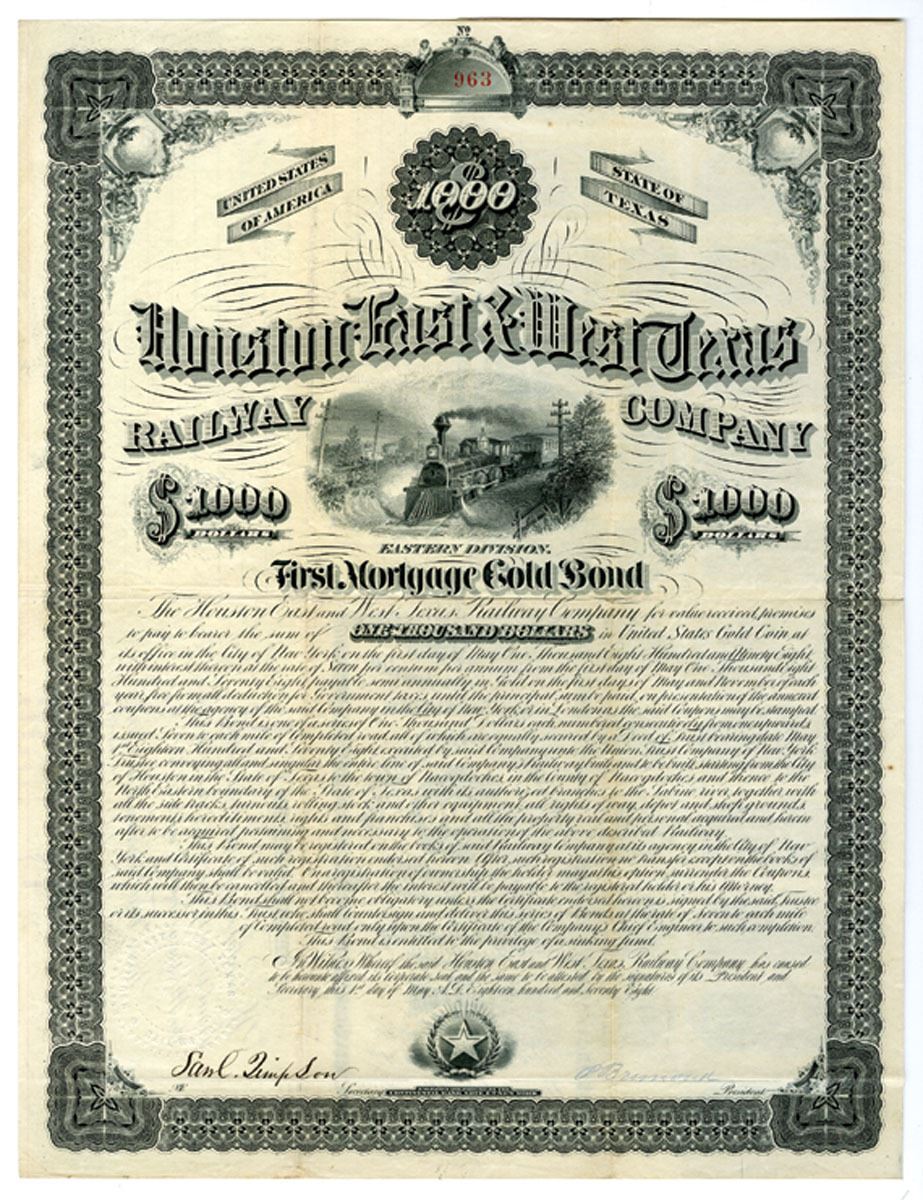 Nº
963
UNITED STATES
OF AMERICA
$1000
STATE OF
TEXAS
Houston East & West Texas
RAILWAY COMPANY
$1000 DOLLARS
$1000 DOLLARS
EASTERN DIVISION.
First Mortgage Gold Bond
The Houston East and West Texas Railway Company for value received, promises
to pay to bearer the sum of ONE THOUSAND DOLLARS in United States Gold Coin at
its office in the City of New York, on the first day of May One Thousand Eight Hundred and Ninety Eight,
with interest thereon at the rate of Seven per centum per annum from the first day of May One Thousand Eight
Hundred and Seventy Eight payable semi annually in Gold on the first days of May and November of each
year free from all deduction for Government taxes until the principal sum be paid, on presentation of the annexed
coupons at the agency of the said Company in the City of New York or in London as the said Coupons may be stamped
This Bond is one of a series of One Thousand Dollars each numbered consecutively from one upwards
issued Seven to each mile of Completed road, all of which are equally secured by a Deed of Trust bearing date May
1st Eighteen Hundred and Seventy Eight executed by said Company unto the Union Trust Company of New York
Trustee conveying all and singular the entire line of said Company's Railway built and to be built, starting from the City
of Houston in the State of Texas to the town of Nacogdoches, in the County of Nacogdoches and thence to the
North Eastern boundary of the State of Texas with its authorized branches to the Sabine river, together with
all the side tracks, turnouts, rolling stock and other equipment, all rights of way, depot and shop grounds,
tenements, hereditaments, rights and franchises and all the property real and personal acquired and herein
after to be acquired pertaining and necessary to the operation of the above described Railway.
This Bond may be registered on the books of said Railway Company at its agency in the City of New
York and Certificate of such registration endorsed hereon. After such registration no transfer except on the books of
said Company shall be valid. On a registration of ownership the holder may at his option surrender the Coupons,
which will then be cancelled and thereafter the interest will be payable to the registered holder or his Attorney.
This Bond shall not become obligatory unless the Certificate endorsed hereon is signed by the said Trustee
or its successor in this Trust, who shall Countersign and deliver this series of Bonds at the rate of Seven to each mile
of Completed road only upon the Certificate of the Company's Chief Engineer to such completion.
This Bond is entitled to the privilege of a sinking fund.
In Witness Whereof the said Houston East and West Texas Railway Company has caused
to be hereunto affixed its corporate seal and the same to be attested by the signatures of its President and
Secretary this 1st day of May A.D. Eighteen hundred and Seventy Eight.
Saml. Timpson
Secretary
P Bremond
President